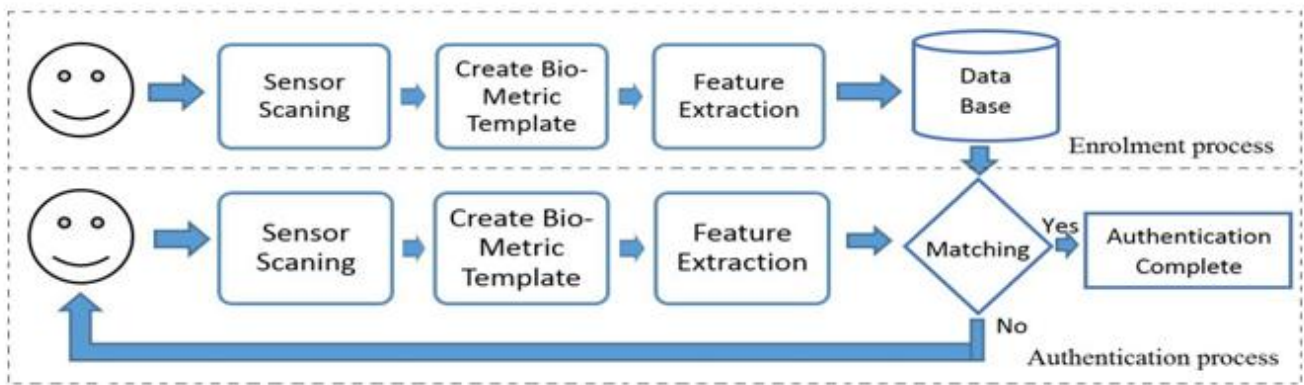 Sensor
Scaning
Create Bio-
Metric
Template
Feature
Extraction
Data
Base
Enrolment process
Sensor
Scaning
Create Bio-
Metric
Template
Feature
Extraction
Matching
Yes
Authentication
Complete
No
Authentication process